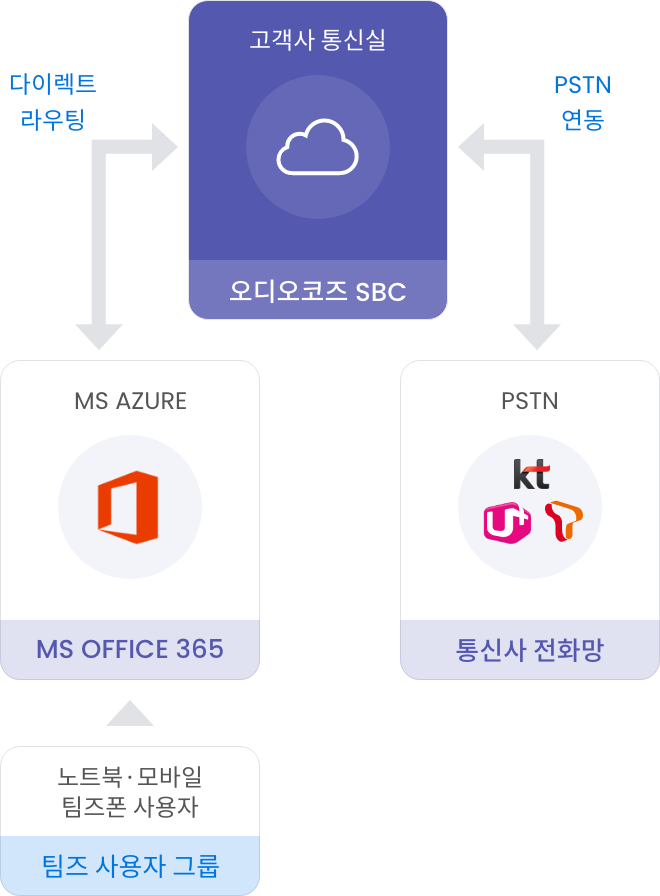 고객사 통신실
다이렉트
라우팅
PSTN
연동
오디오코즈 SBC
MS AZURE
PSTN
kt
U+
T
MS OFFICE 365
통신사 전화망
노트북·모바일
팀즈폰 사용자
팀즈 사용자 그룹